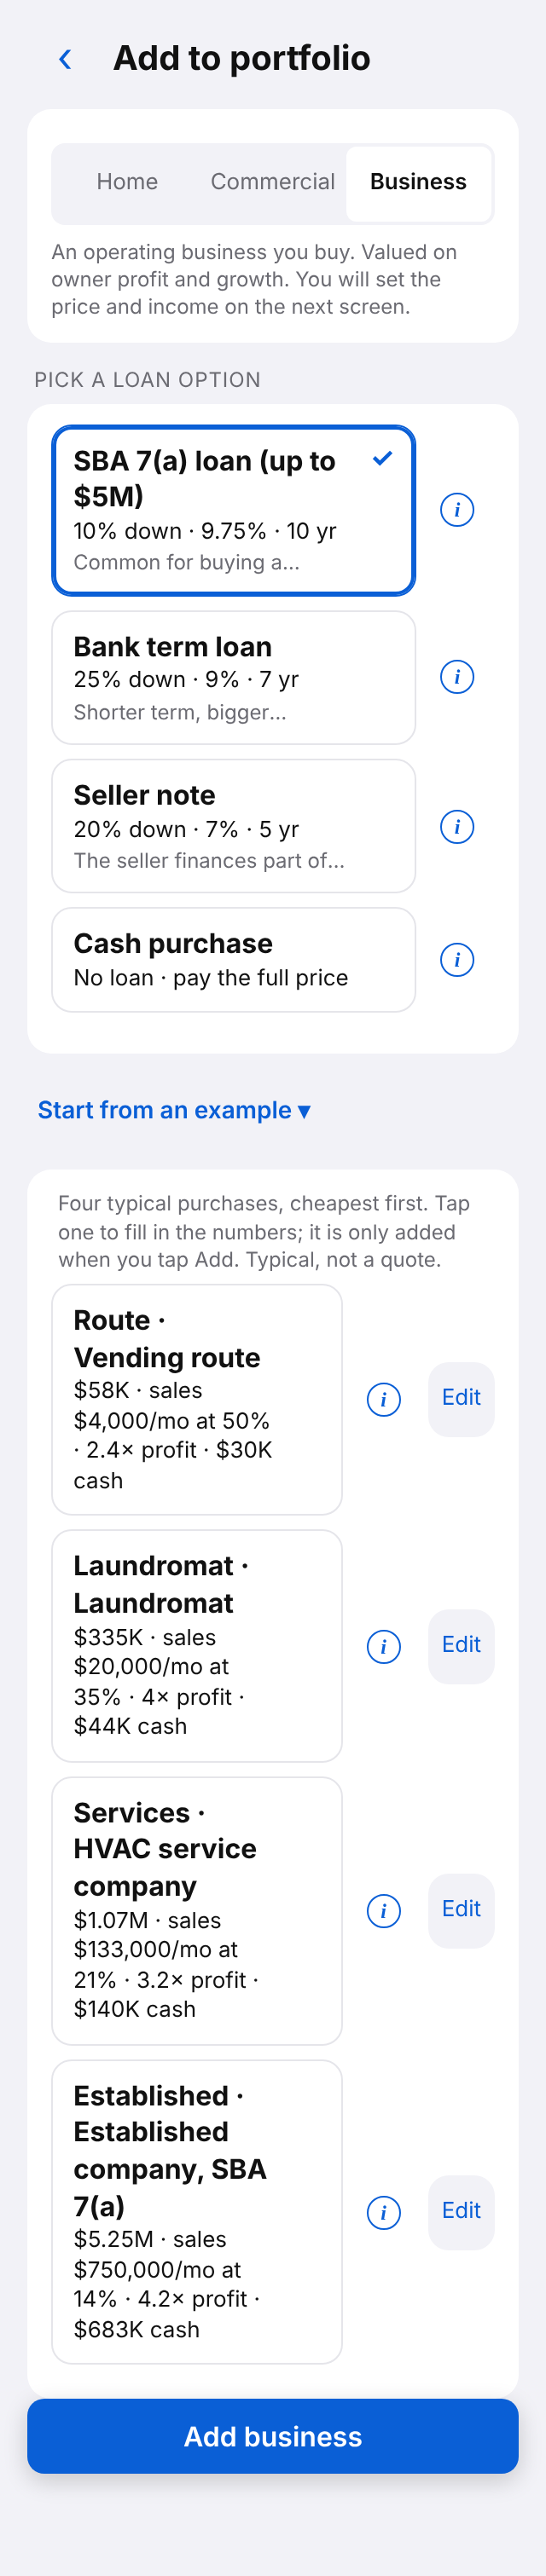 Add to portfolio
Home Commercial Business
An operating business you buy. Valued on
owner profit and growth. You will set the
price and income on the next screen.
PICK A LOAN OPTION
SBA 7(a) loan (up to
$5M)
10% down · 9.75% · 10 yr
Common for buying a...
Bank term loan
25% down · 9% · 7 yr
Shorter term, bigger...
Seller note
20% down · 7% · 5 yr
The seller finances part of...
Cash purchase
No loan · pay the full price
Start from an example ▾
Four typical purchases, cheapest first. Tap
one to fill in the numbers; it is only added
when you tap Add. Typical, not a quote.
Route ·
Vending route
$58K · sales
$4,000/mo at 50%
· 2.4× profit · $30K
cash
Edit
Laundromat ·
Laundromat
$335K · sales
$20,000/mo at
35% · 4× profit ·
$44K cash
Edit
Services ·
HVAC service
company
$1.07M · sales
$133,000/mo at
21% · 3.2× profit ·
$140K cash
Edit
Established ·
Established
company, SBA
7(a)
$5.25M · sales
$750,000/mo at
14% · 4.2× profit ·
$683K cash
Edit
Add business